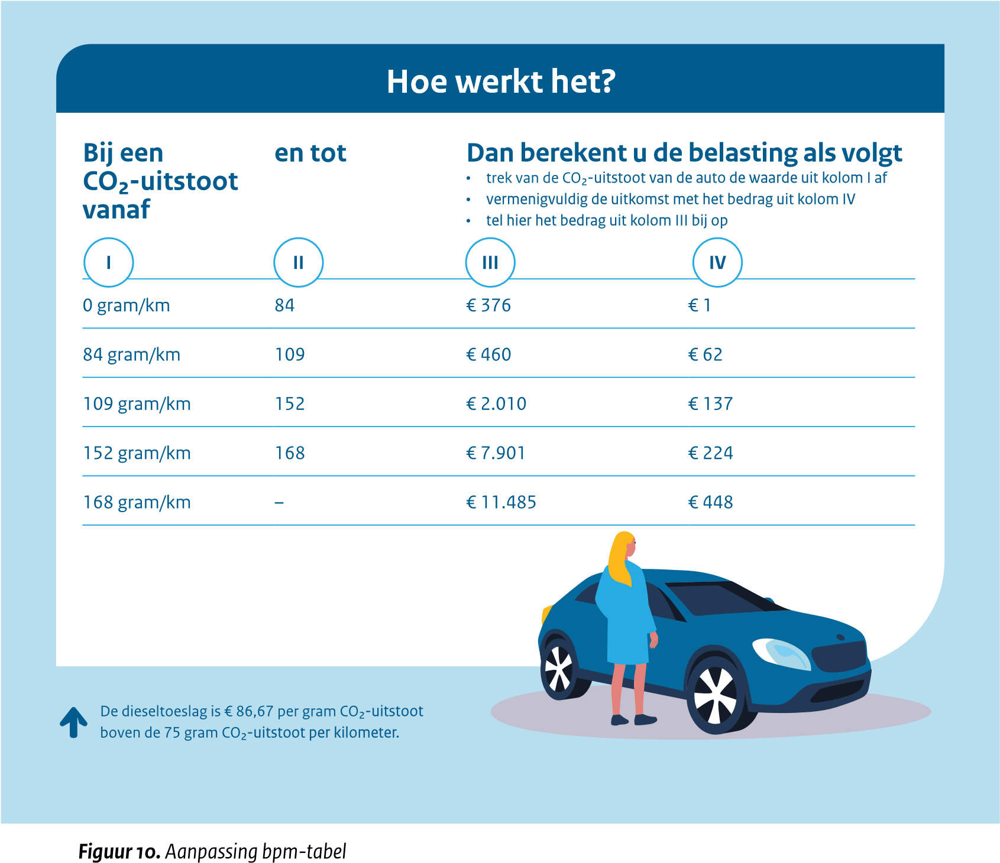 Hoe werkt het?
Bij een
CO₂-uitstoot
vanaf
en tot
Dan berekent u de belasting als volgt
• trek van de CO₂-uitstoot van de auto de waarde uit kolom I af
• vermenigvuldig de uitkomst met het bedrag uit kolom IV
• tel hier het bedrag uit kolom III bij op
I II III IV
0 gram/km 84 € 376 € 1
84 gram/km 109 € 460 € 62
109 gram/km 152 € 2.010 € 137
152 gram/km 168 € 7.901 € 224
168 gram/km – € 11.485 € 448
De dieseltoeslag is € 86,67 per gram CO₂-uitstoot
boven de 75 gram CO₂-uitstoot per kilometer.
Figuur 10. Aanpassing bpm-tabel